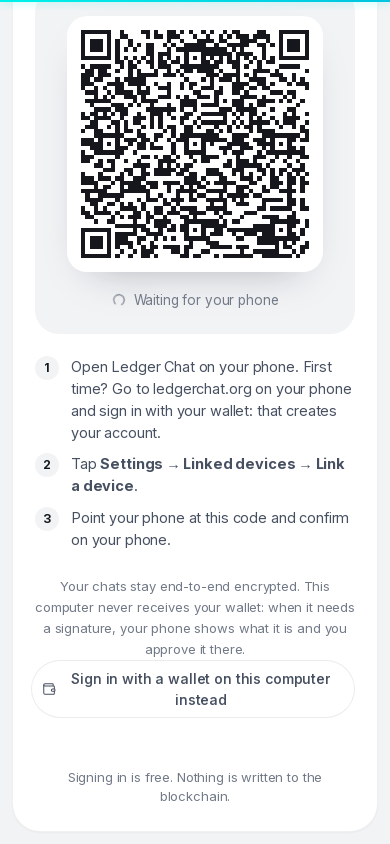 Waiting for your phone
1 Open Ledger Chat on your phone. First
time? Go to ledgerchat.org on your phone
and sign in with your wallet: that creates
your account.
2 Tap Settings → Linked devices → Link
a device.
3 Point your phone at this code and confirm
on your phone.
Your chats stay end-to-end encrypted. This
computer never receives your wallet: when it needs
a signature, your phone shows what it is and you
approve it there.
Sign in with a wallet on this computer
instead
Signing in is free. Nothing is written to the
blockchain.